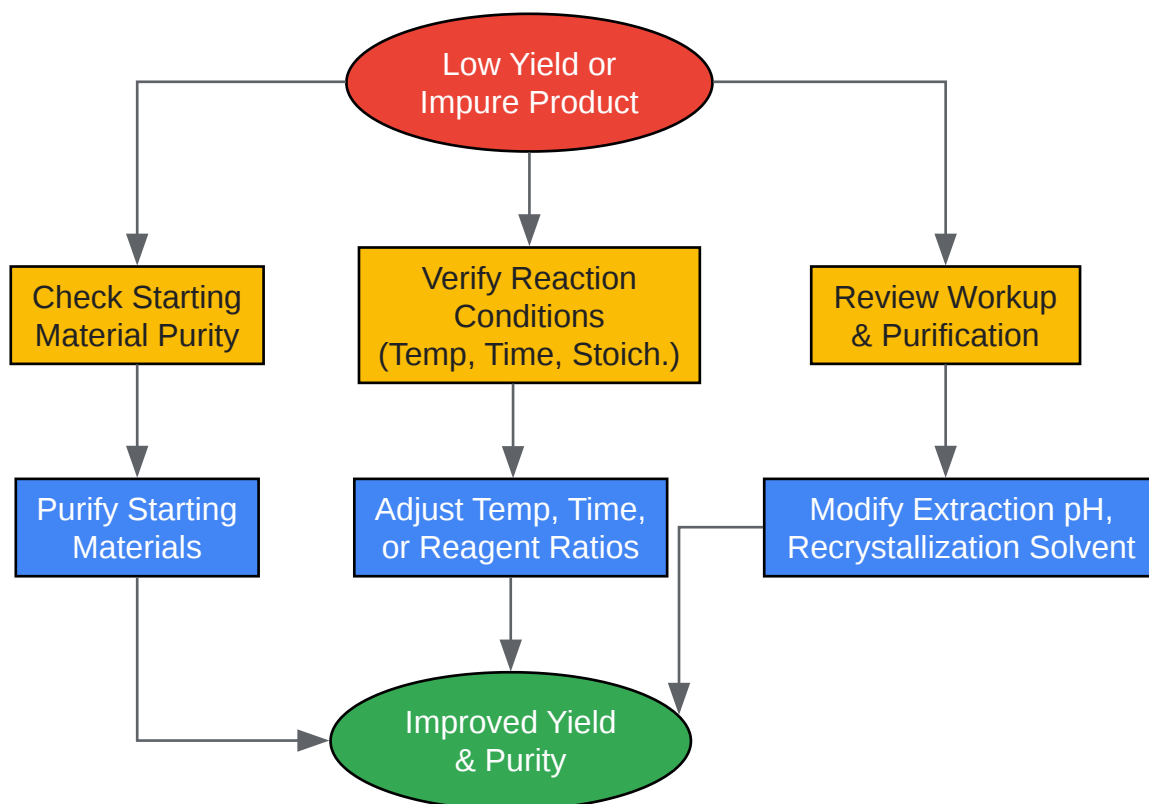 Low Yield or
Impure Product
Check Starting
Material Purity
Verify Reaction
Conditions
(Temp, Time, Stoich.)
Review Workup
& Purification
Purify Starting
Materials
Adjust Temp, Time,
or Reagent Ratios
Modify Extraction pH,
Recrystallization Solvent
Improved Yield
& Purity